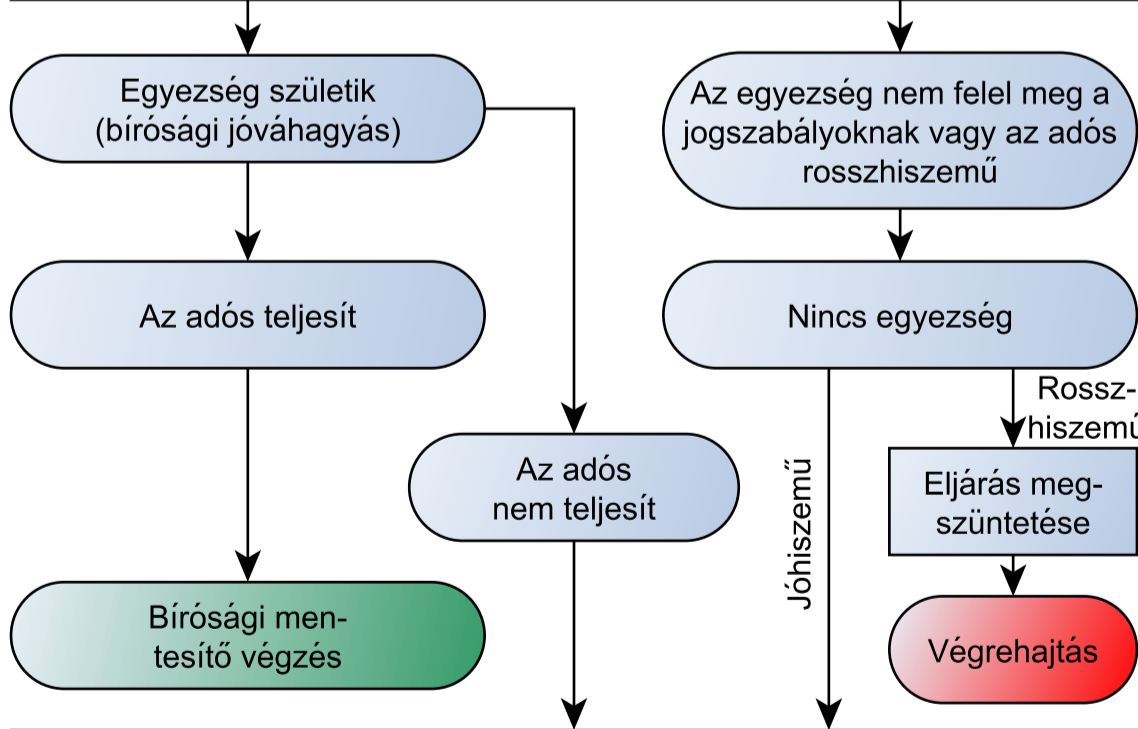 Egyezség születik
(bírósági jóváhagyás)
Az egyezség nem felel meg a
jogszabályoknak vagy az adós
rosszhiszemű
Az adós teljesít
Nincs egyezség
Rossz-
hiszemű
Az adós
nem teljesít
Jóhiszemű
Eljárás meg-
szüntetése
Bírósági men-
tesítő végzés
Végrehajtás